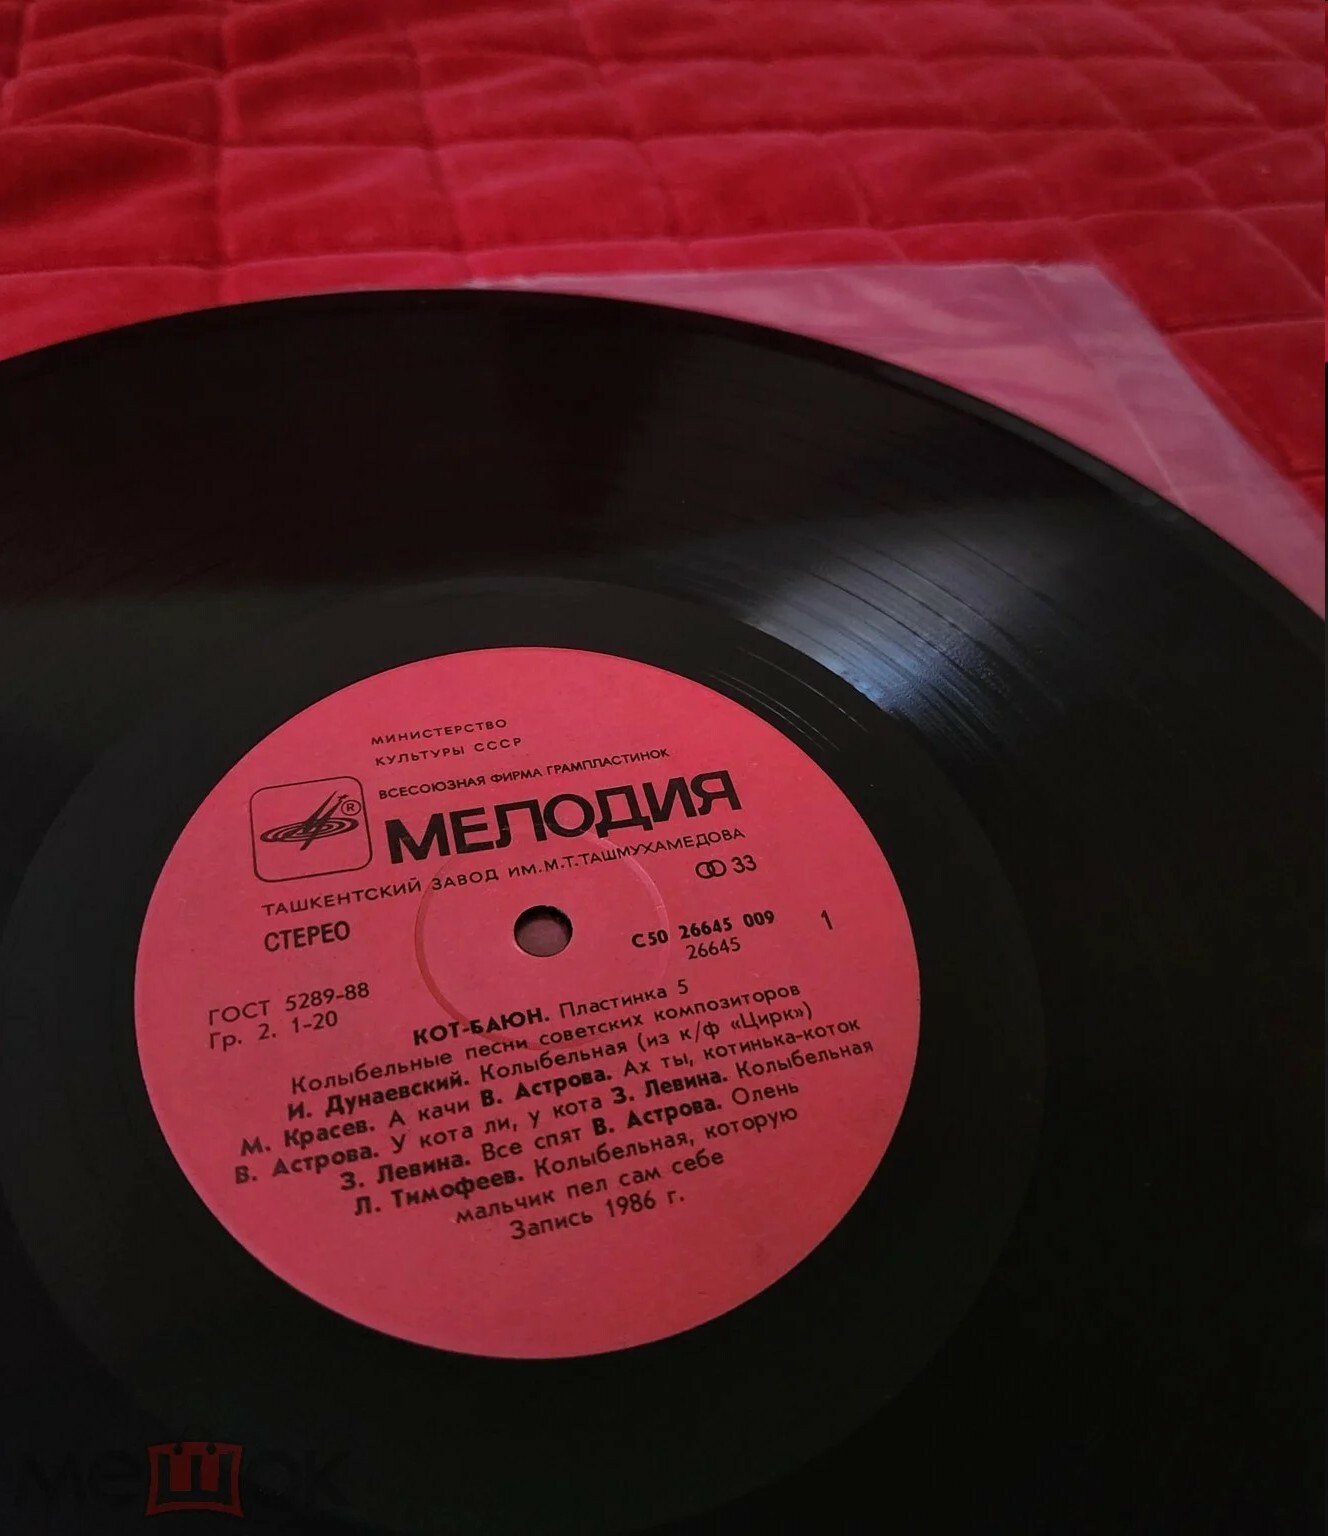 МИНИСТЕРСТВО
КУЛЬТУРЫ СССР
ВСЕСОЮЗНАЯ ФИРМА ГРАМПЛАСТИНОК
®
МЕЛОДИЯ
ТАШКЕНТСКИЙ ЗАВОД ИМ.М.Т.ТАШМУХАМЕДОВА
33
СТЕРЕО
С50 26645 009
1
26645
ГОСТ 5289-88
Гр. 2. 1-20
КОТ-БАЮН. Пластинка 5
Колыбельные песни советских композиторов
И. Дунаевский. Колыбельная (из к/ф «Цирк»)
М. Красев. А качи В. Астрова. Ах ты, котинька-коток
В. Астрова. У кота ли, у кота З. Левина. Колыбельная
З. Левина. Все спят В. Астрова. Олень
Л. Тимофеев. Колыбельная, которую
мальчик пел сам себе
Запись 1986 г.
мешок